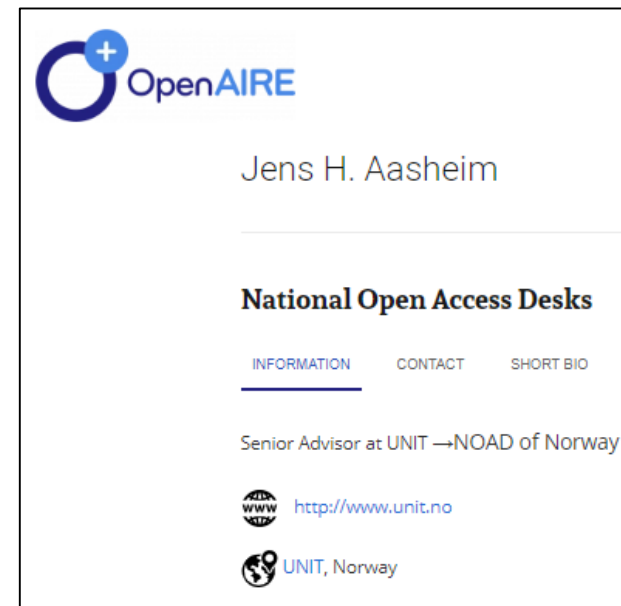 OpenAIRE
Jens H. Aasheim
National Open Access Desks
INFORMATION CONTACT SHORT BIO
Senior Advisor at UNIT →NOAD of Norway
www http://www.unit.no
UNIT, Norway